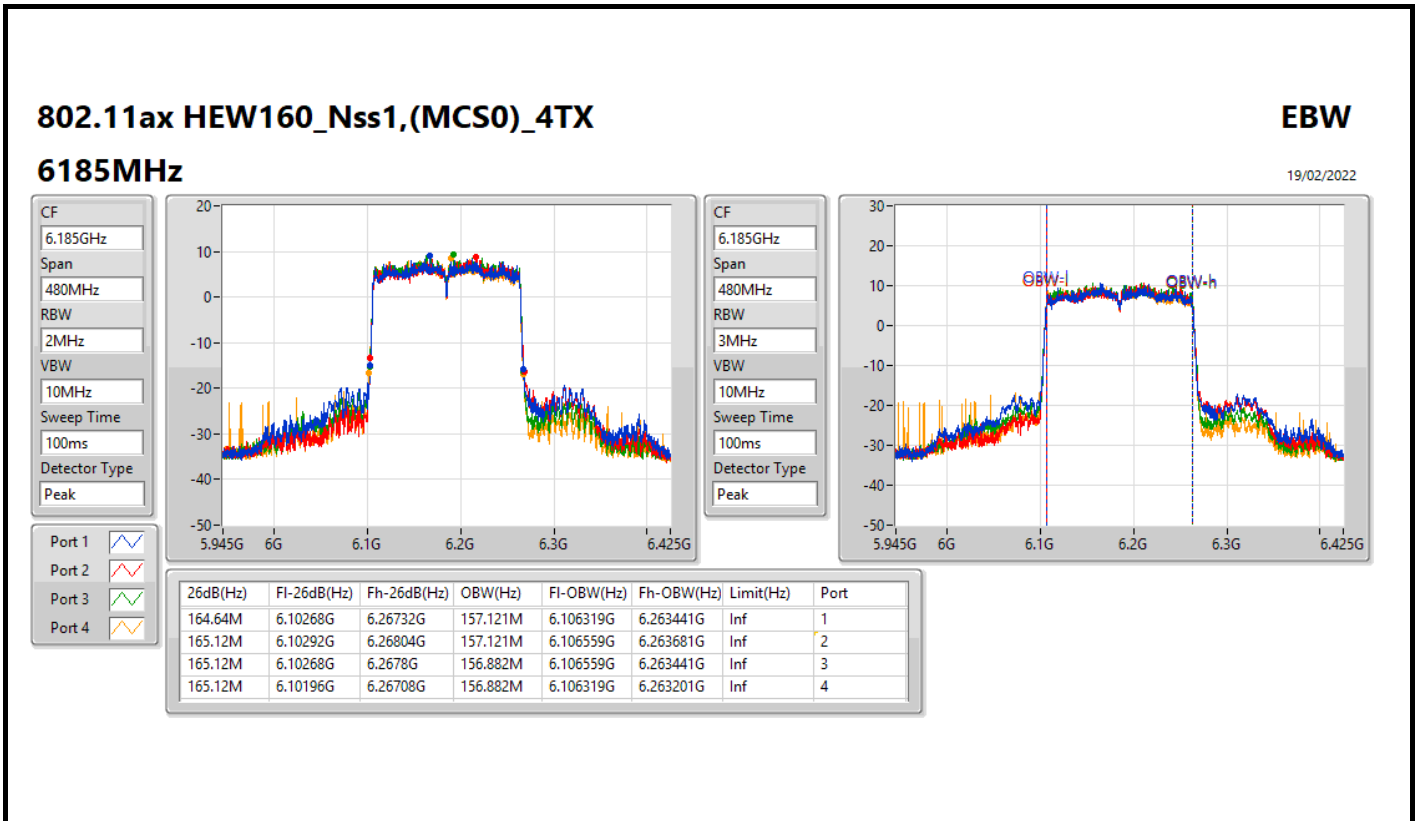 802.11ax HEW160_Nss1,(MCS0)_4TX
EBW
6185MHz
19/02/2022
CF
6.185GHz
Span
480MHz
RBW
2MHz
VBW
10MHz
Sweep Time
100ms
Detector Type
Peak
20
10
0
-10
-20
-30
-40
-50
5.945G 6G 6.1G 6.2G 6.3G 6.425G
CF
6.185GHz
Span
480MHz
RBW
3MHz
VBW
10MHz
Sweep Time
100ms
Detector Type
Peak
30
20
10
0
-10
-20
-30
-40
-50
OBW-l
OBW-h
5.945G 6G 6.1G 6.2G 6.3G 6.425G
Port 1
Port 2
Port 3
Port 4
26dB(Hz) Fl-26dB(Hz) Fh-26dB(Hz) OBW(Hz) Fl-OBW(Hz) Fh-OBW(Hz) Limit(Hz) Port
164.64M 6.10268G 6.26732G 157.121M 6.106319G 6.263441G Inf 1
165.12M 6.10292G 6.26804G 157.121M 6.106559G 6.263681G Inf 2
165.12M 6.10268G 6.2678G 156.882M 6.106559G 6.263441G Inf 3
165.12M 6.10196G 6.26708G 156.882M 6.106319G 6.263201G Inf 4